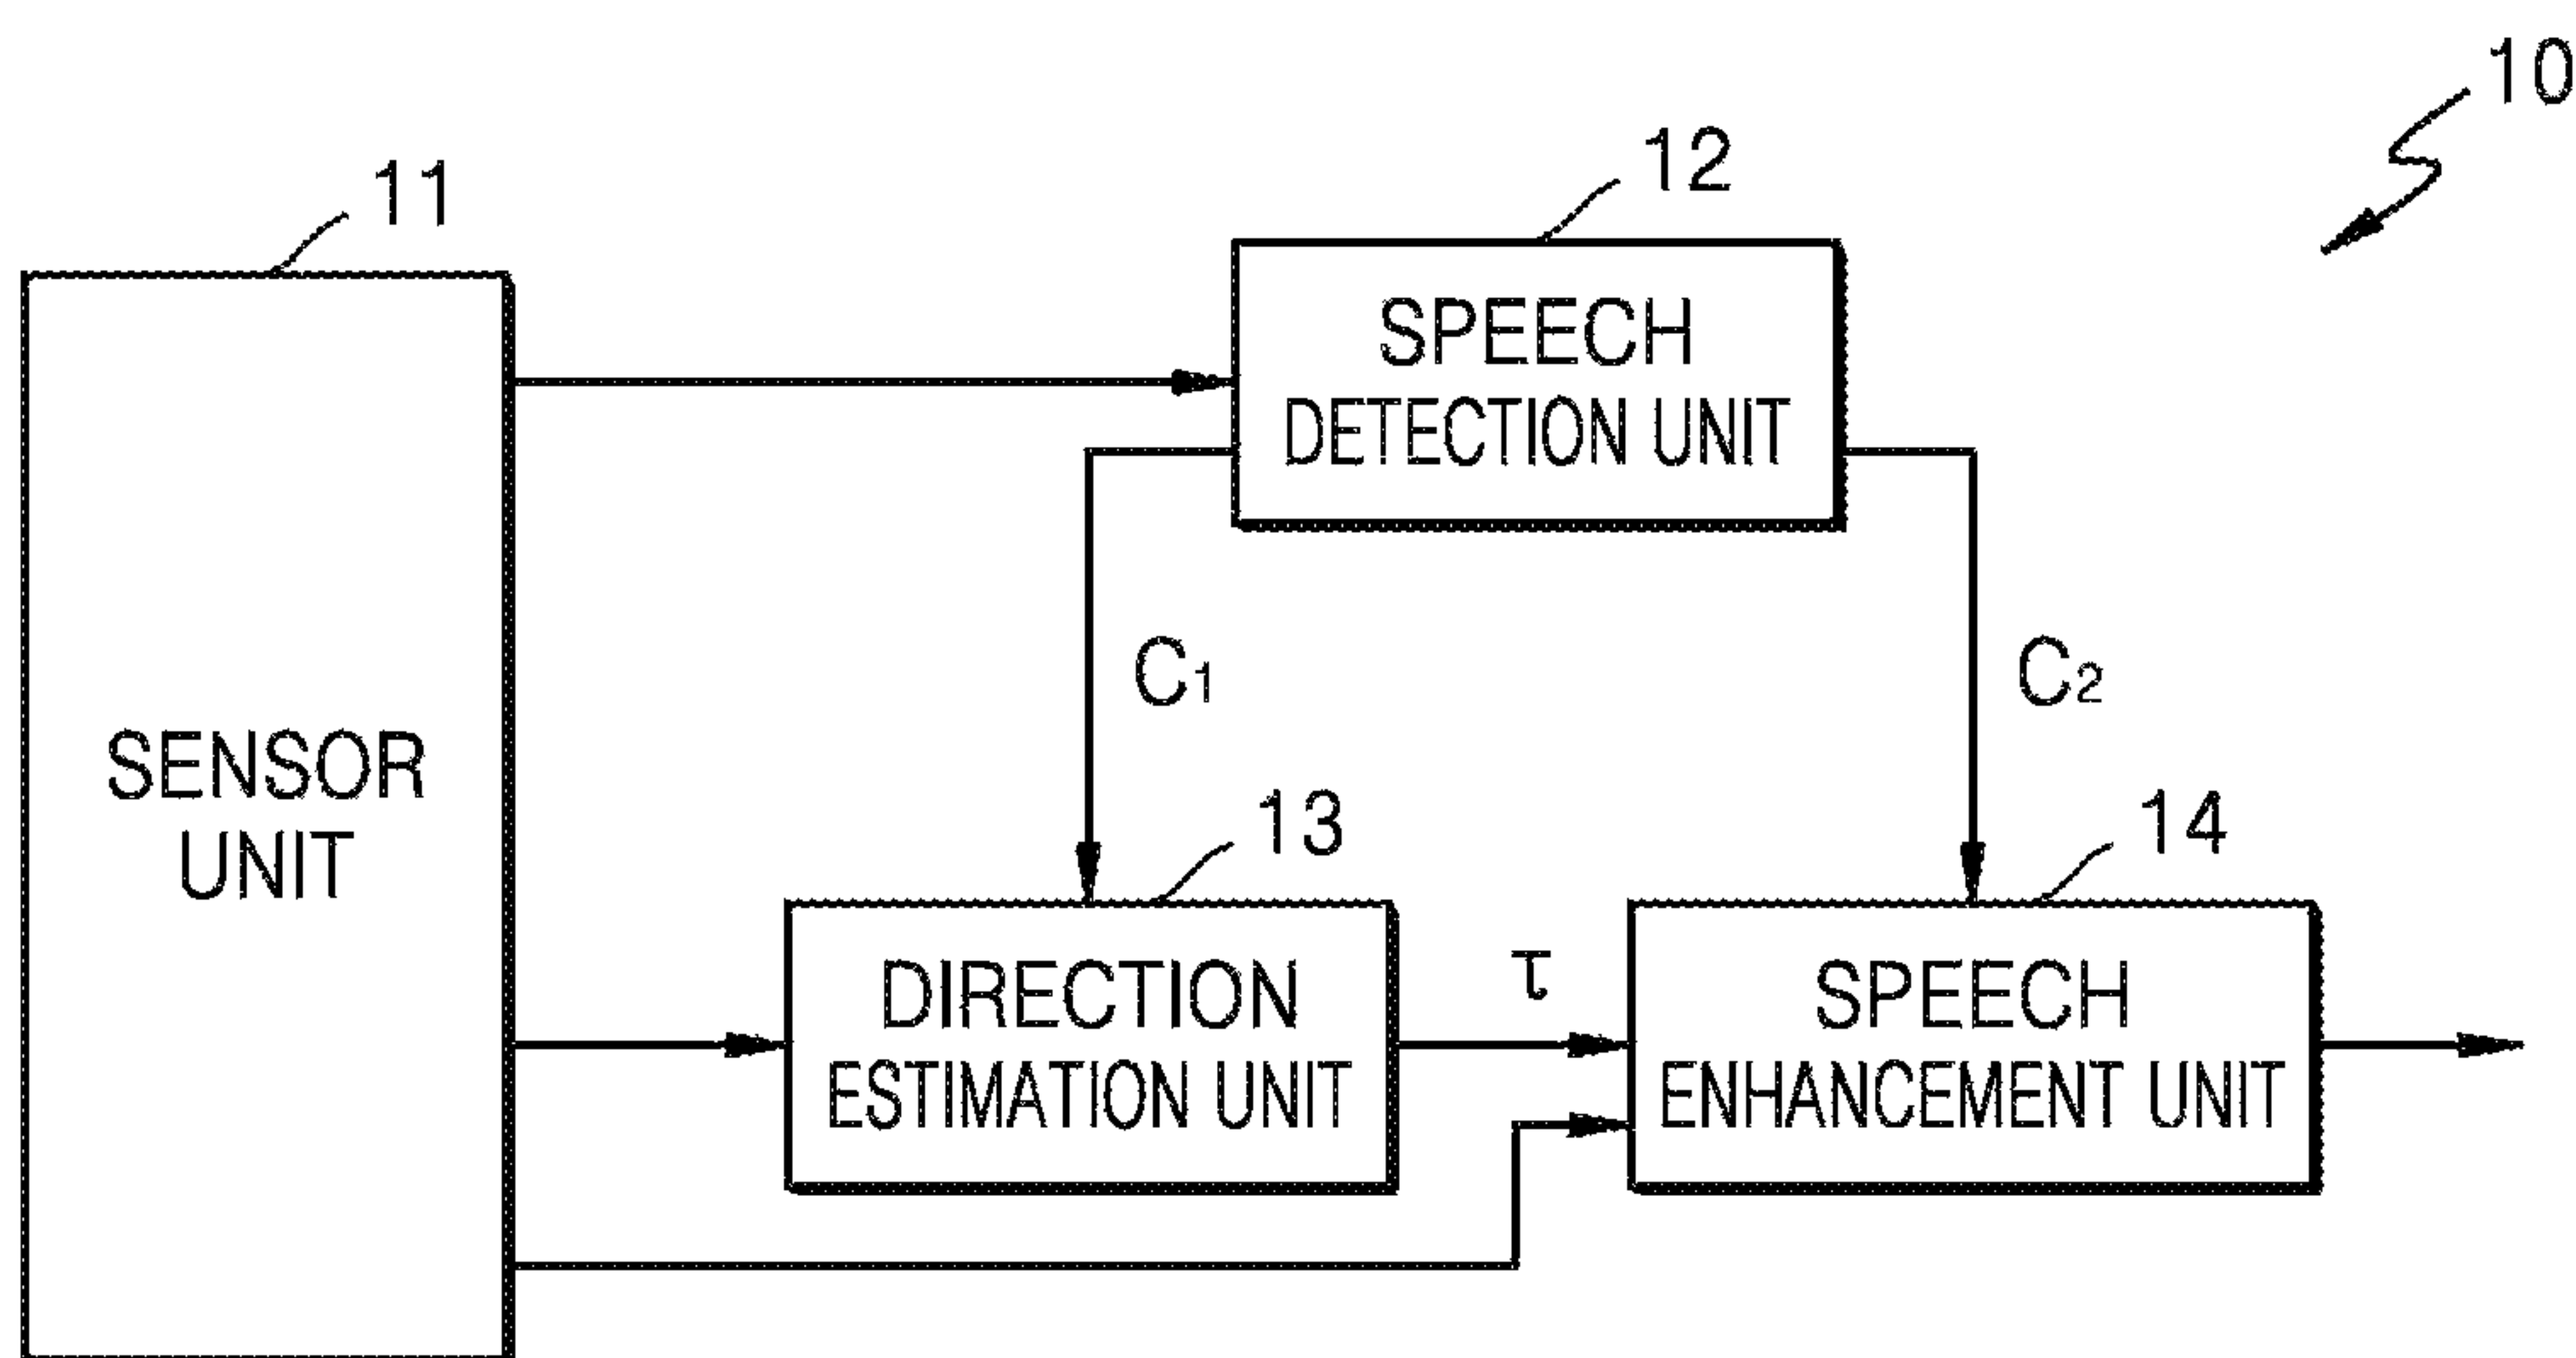 10
11
12
SPEECH
DETECTION UNIT
C1
C2
SENSOR
UNIT
13
14
DIRECTION
ESTIMATION UNIT
τ
SPEECH
ENHANCEMENT UNIT